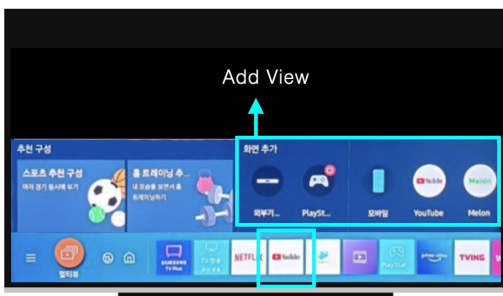 Add View
추천 구성
화면 추가
스포츠 추천 구성
여러 경기 동시에 보기
홈 트레이닝 추...
내 모습을 보면서 홈
트레이닝하기
외부기...
PlaySt...
모바일
YouTube
Melon
YouTube
Melon
멀티뷰
SAMSUNG
TV Plus
NETFLIX
YouTube
PlayStat
prime video
TVING
W